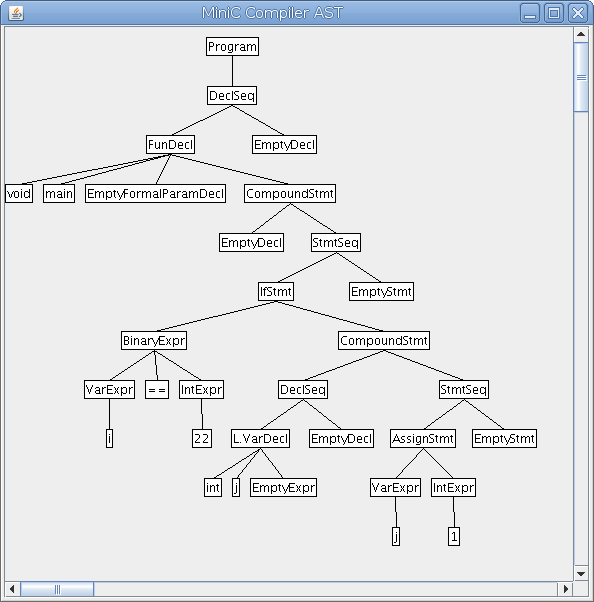 MiniC Compiler AST
Program
DeclSeq
FunDecl EmptyDecl
void main EmptyFormalParamDecl CompoundStmt
EmptyDecl StmtSeq
IfStmt EmptyStmt
BinaryExpr CompoundStmt
VarExpr == IntExpr DeclSeq StmtSeq
i 22 L.VarDecl EmptyDecl AssignStmt EmptyStmt
int j EmptyExpr VarExpr IntExpr
j 1